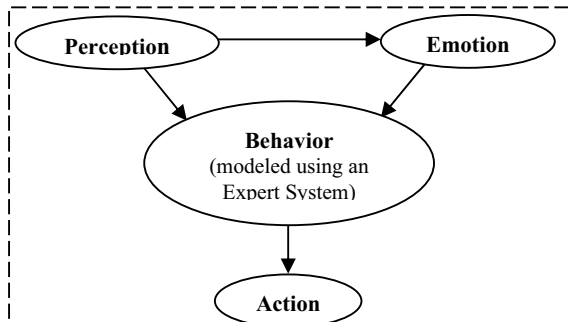 Perception
Emotion
Behavior
(modeled using an
Expert System)
Action